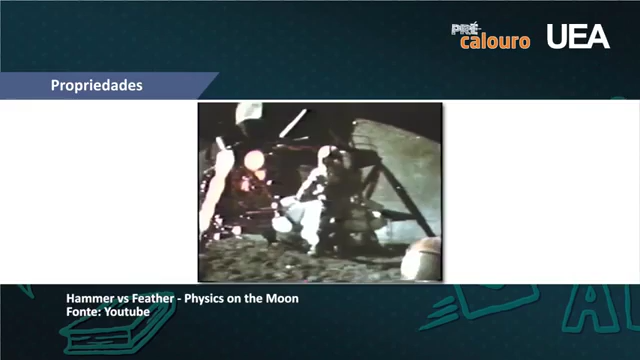 PRÉ-
calouro
UEA
Propriedades
Hammer vs Feather - Physics on the Moon
Fonte: Youtube